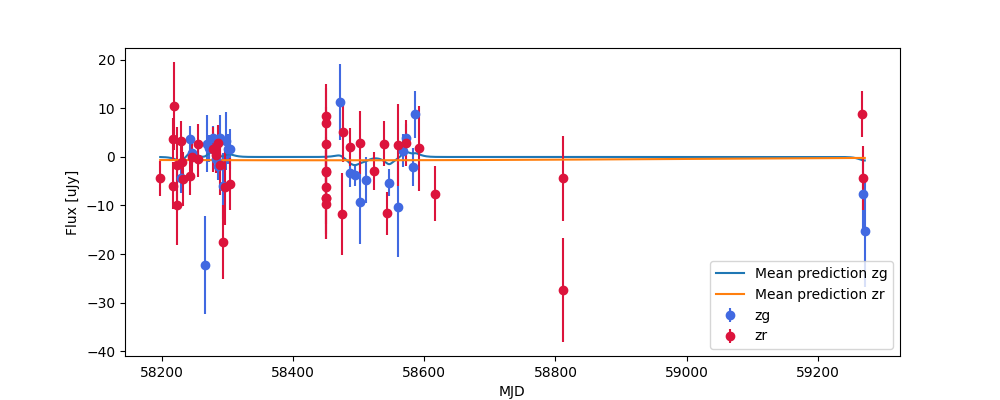 20
10
0
−10
−20
−30
−40
Flux [uJy]
58200
58400
58600
58800
59000
59200
MJD
Mean prediction zg
Mean prediction zr
zg
zr